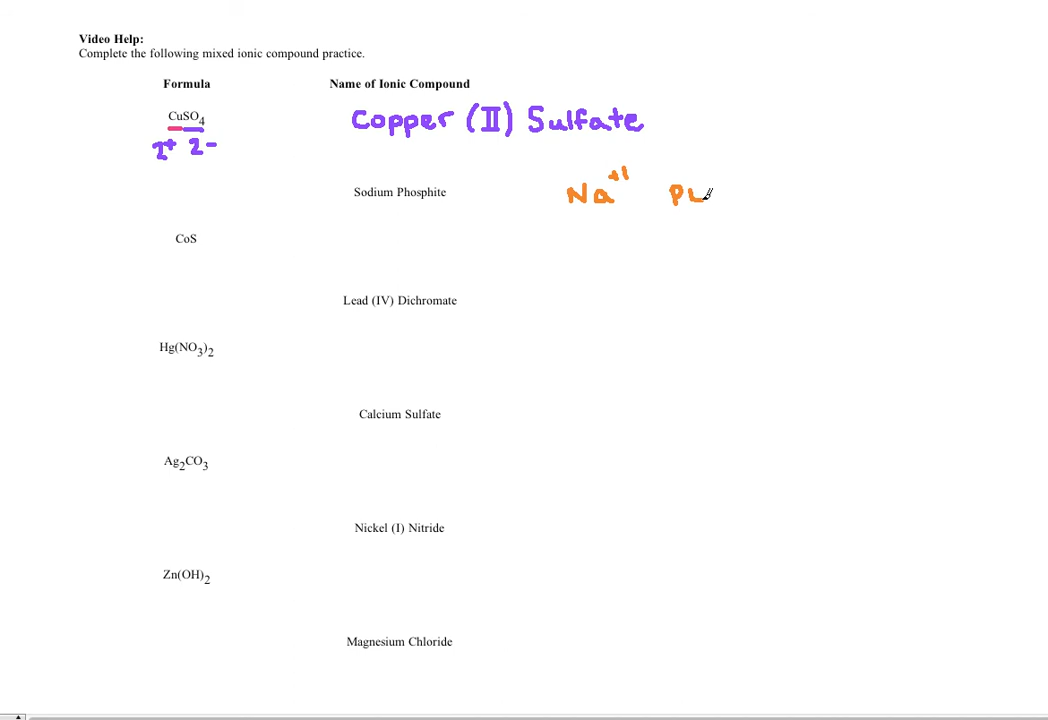 Video Help:
Complete the following mixed ionic compound practice.
Formula Name of Ionic Compound
CuSO4 Copper (II) Sulfate
2+ 2-
Sodium Phosphite Na+1 P
CoS
Lead (IV) Dichromate
Hg(NO3)2
Calcium Sulfate
Ag2CO3
Nickel (I) Nitride
Zn(OH)2
Magnesium Chloride